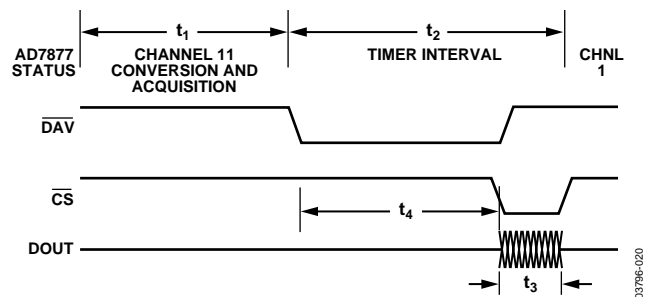 t1
t2
AD7877
STATUS
CHANNEL 11
CONVERSION AND
ACQUISITION
TIMER INTERVAL
CHNL
1
DAV
CS
t4
DOUT
t3
03796-020